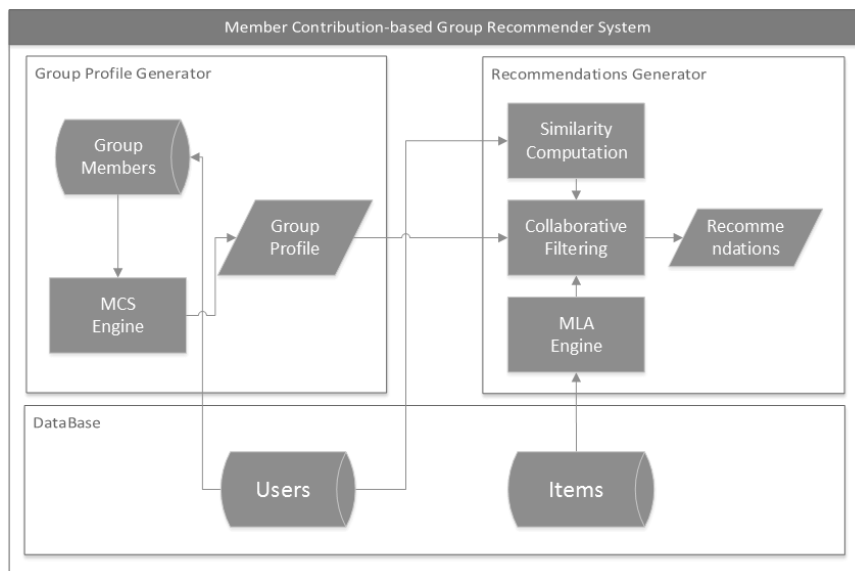 Member Contribution-based Group Recommender System
Group Profile Generator
Group
Members
MCS
Engine
Group
Profile
Recommendations Generator
Similarity
Computation
Collaborative
Filtering
Recomme
ndations
MLA
Engine
DataBase
Users
Items